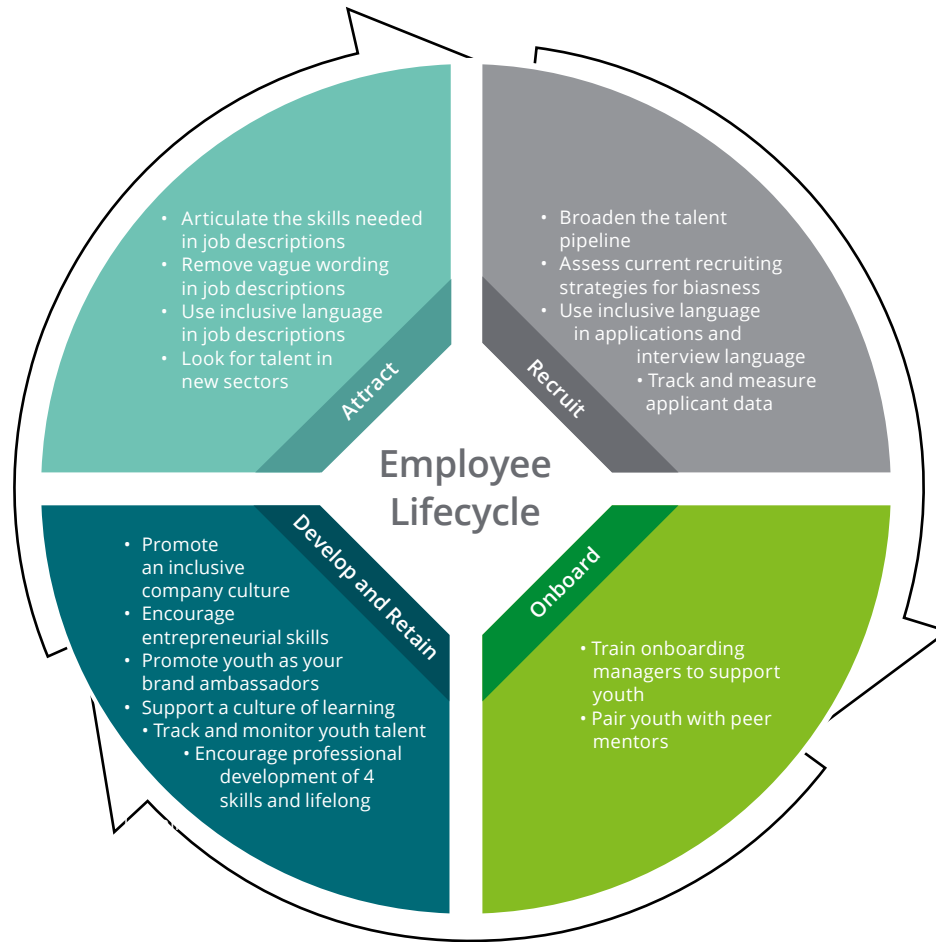 • Articulate the skills needed
in job descriptions
• Remove vague wording
in job descriptions
• Use inclusive language
in job descriptions
• Look for talent in
new sectors
Attract
• Broaden the talent
pipeline
• Assess current recruiting
strategies for biasness
• Use inclusive language
in applications and
interview language
• Track and measure
applicant data
Recruit
Employee
Lifecycle
• Promote
an inclusive
company culture
• Encourage
entrepreneurial skills
• Promote youth as your
brand ambassadors
• Support a culture of learning
• Track and monitor youth talent
• Encourage professional
development of 4
skills and lifelong
Develop and Retain
Onboard
• Train onboarding
managers to support
youth
• Pair youth with peer
mentors